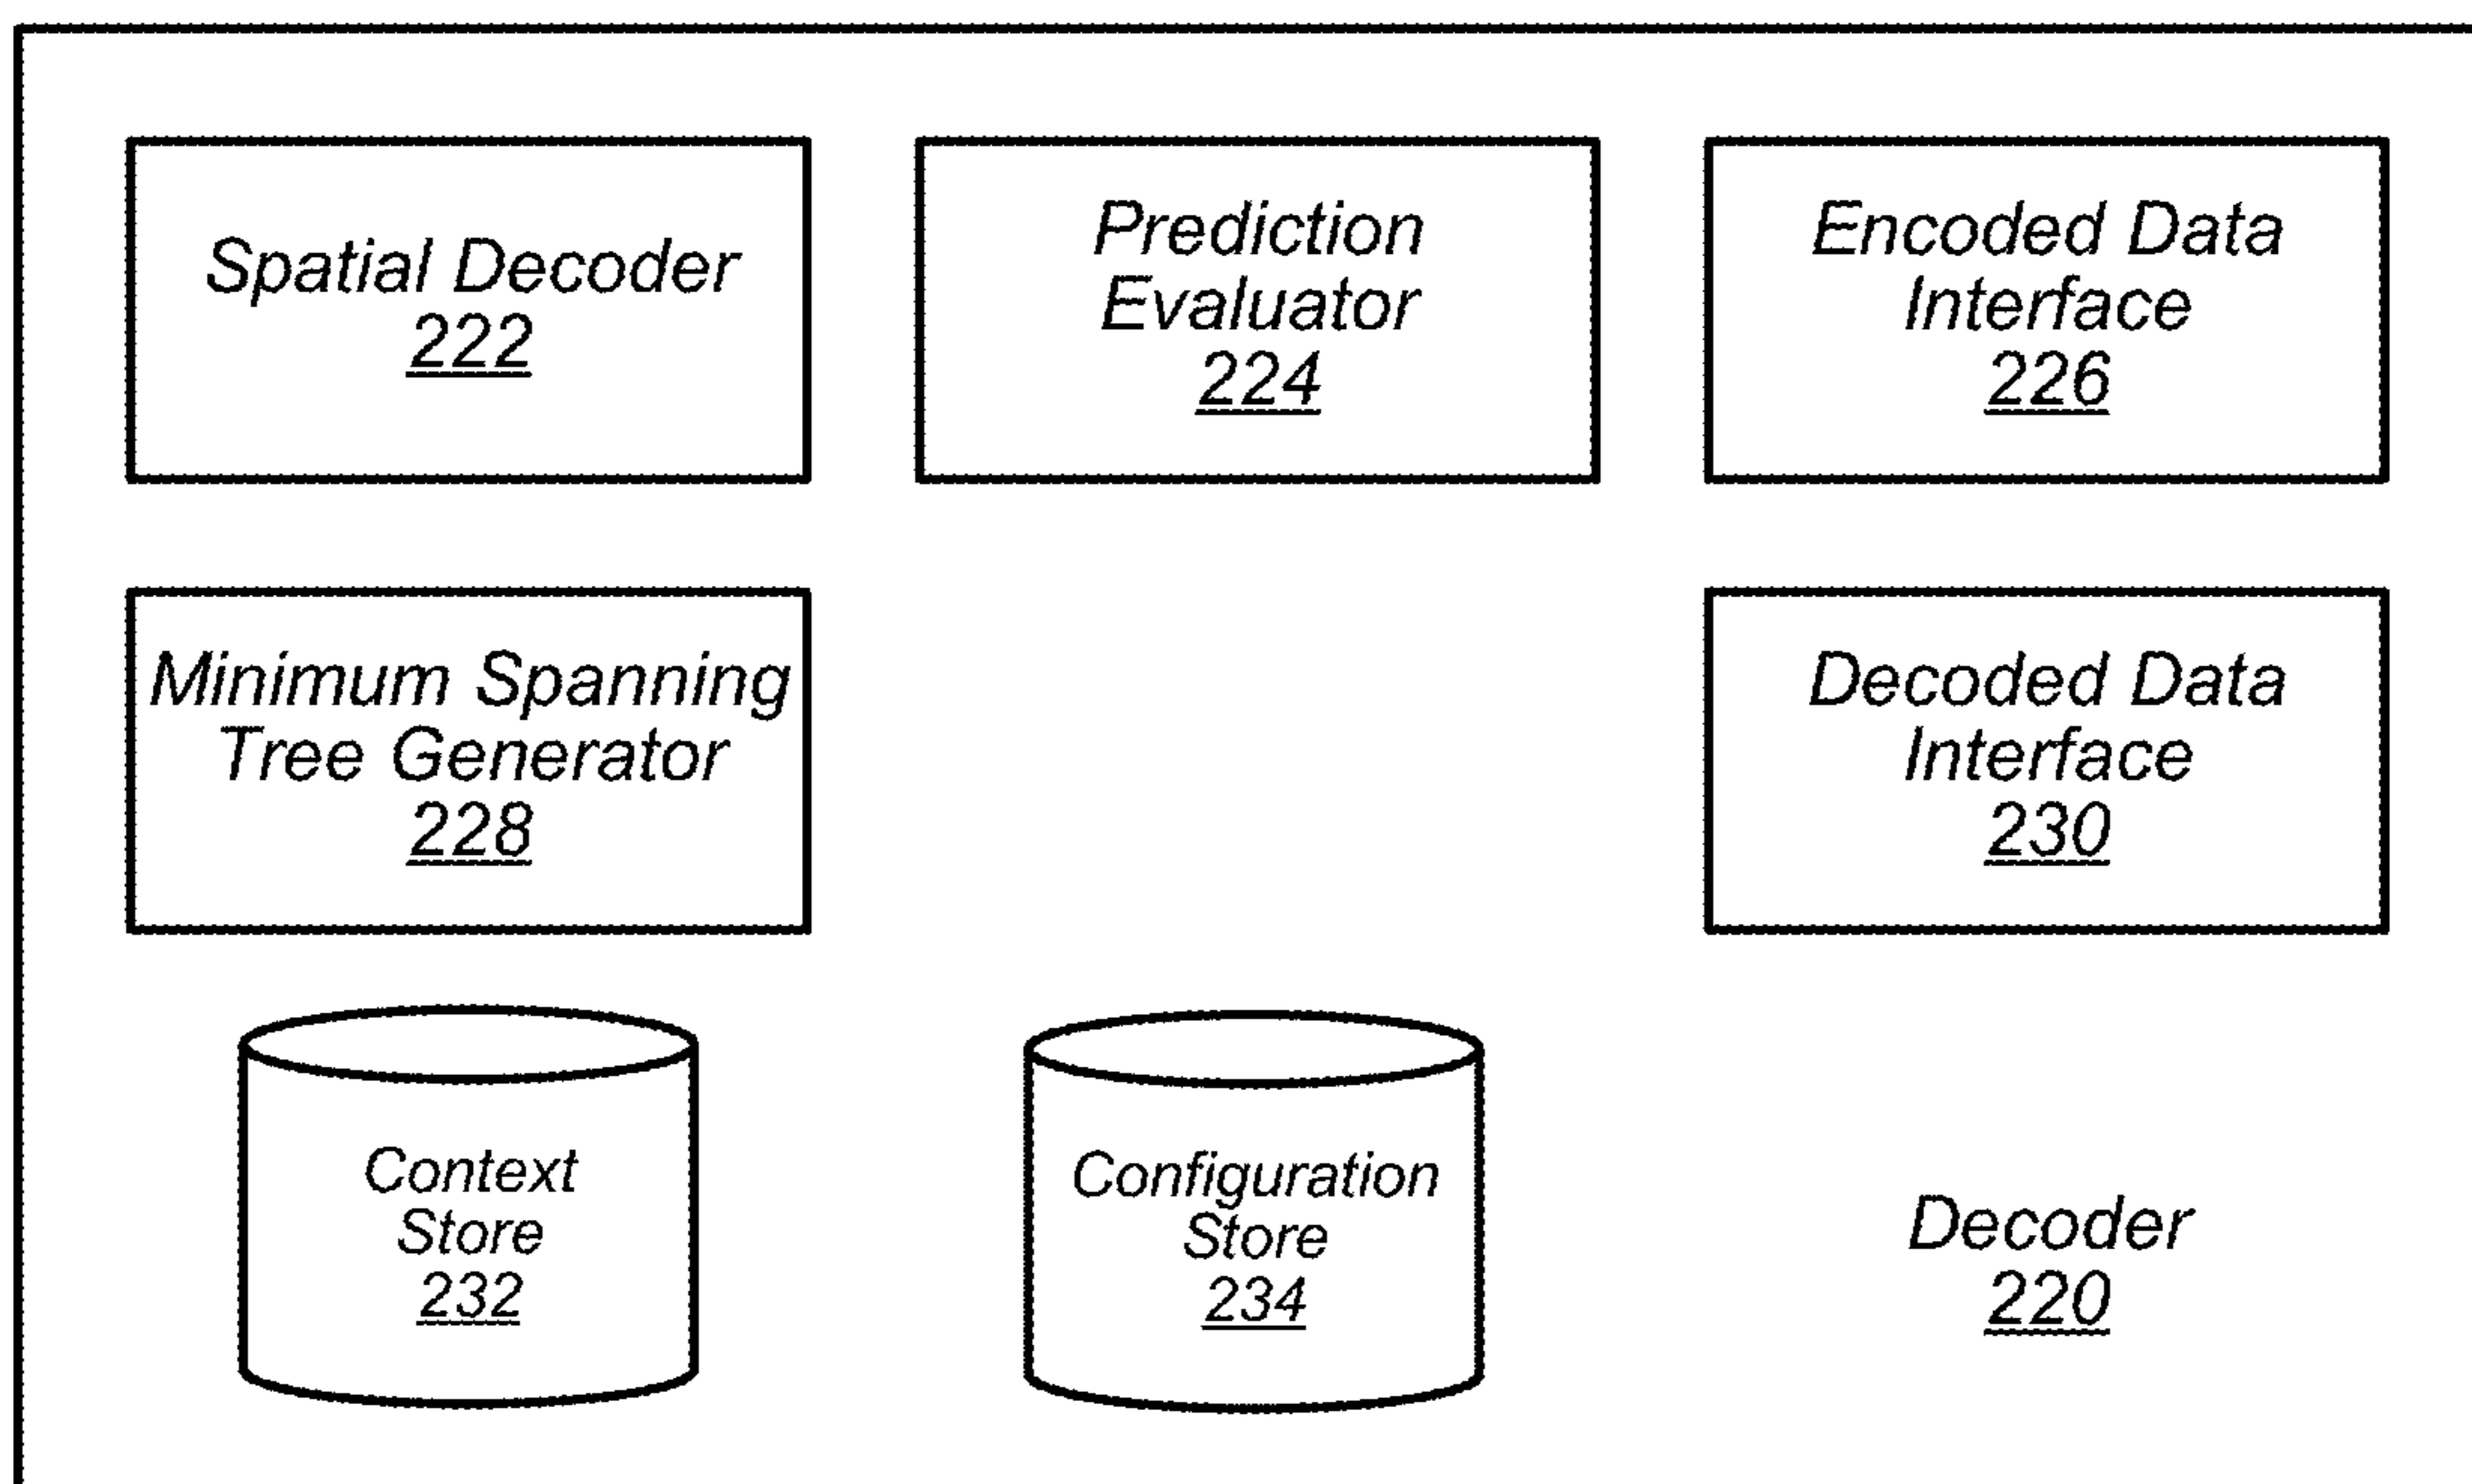 Spatial Decoder
222
Prediction
Evaluator
224
Encoded Data
Interface
226
Minimum Spanning
Tree Generator
228
Decoded Data
Interface
230
Context
Store
232
Configuration
Store
234
Decoder
220